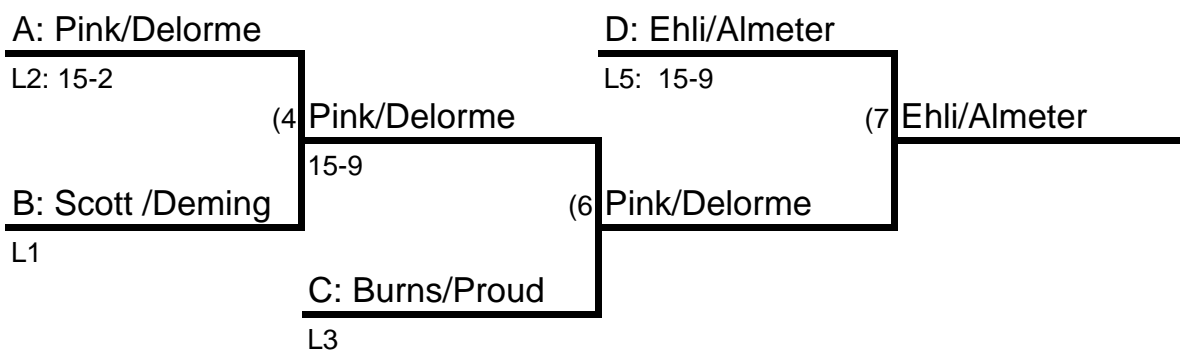 A: Pink/Delorme
D: Ehli/Almeter
L2: 15-2
L5: 15-9
(4 Pink/Delorme
(7 Ehli/Almeter
15-9
B: Scott /Deming
(6 Pink/Delorme
L1
C: Burns/Proud
L3